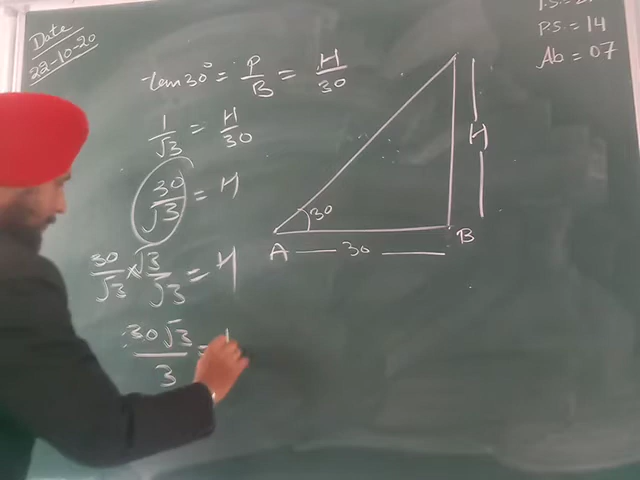 Date
22-10-20
P.S = 14
Ab = 07
tan 30° = P/B = H/30
1/√3 = H/30
30/√3 = H
30/√3 × √3/√3 = H
30√3/3 =
H
30
A — 30 — B